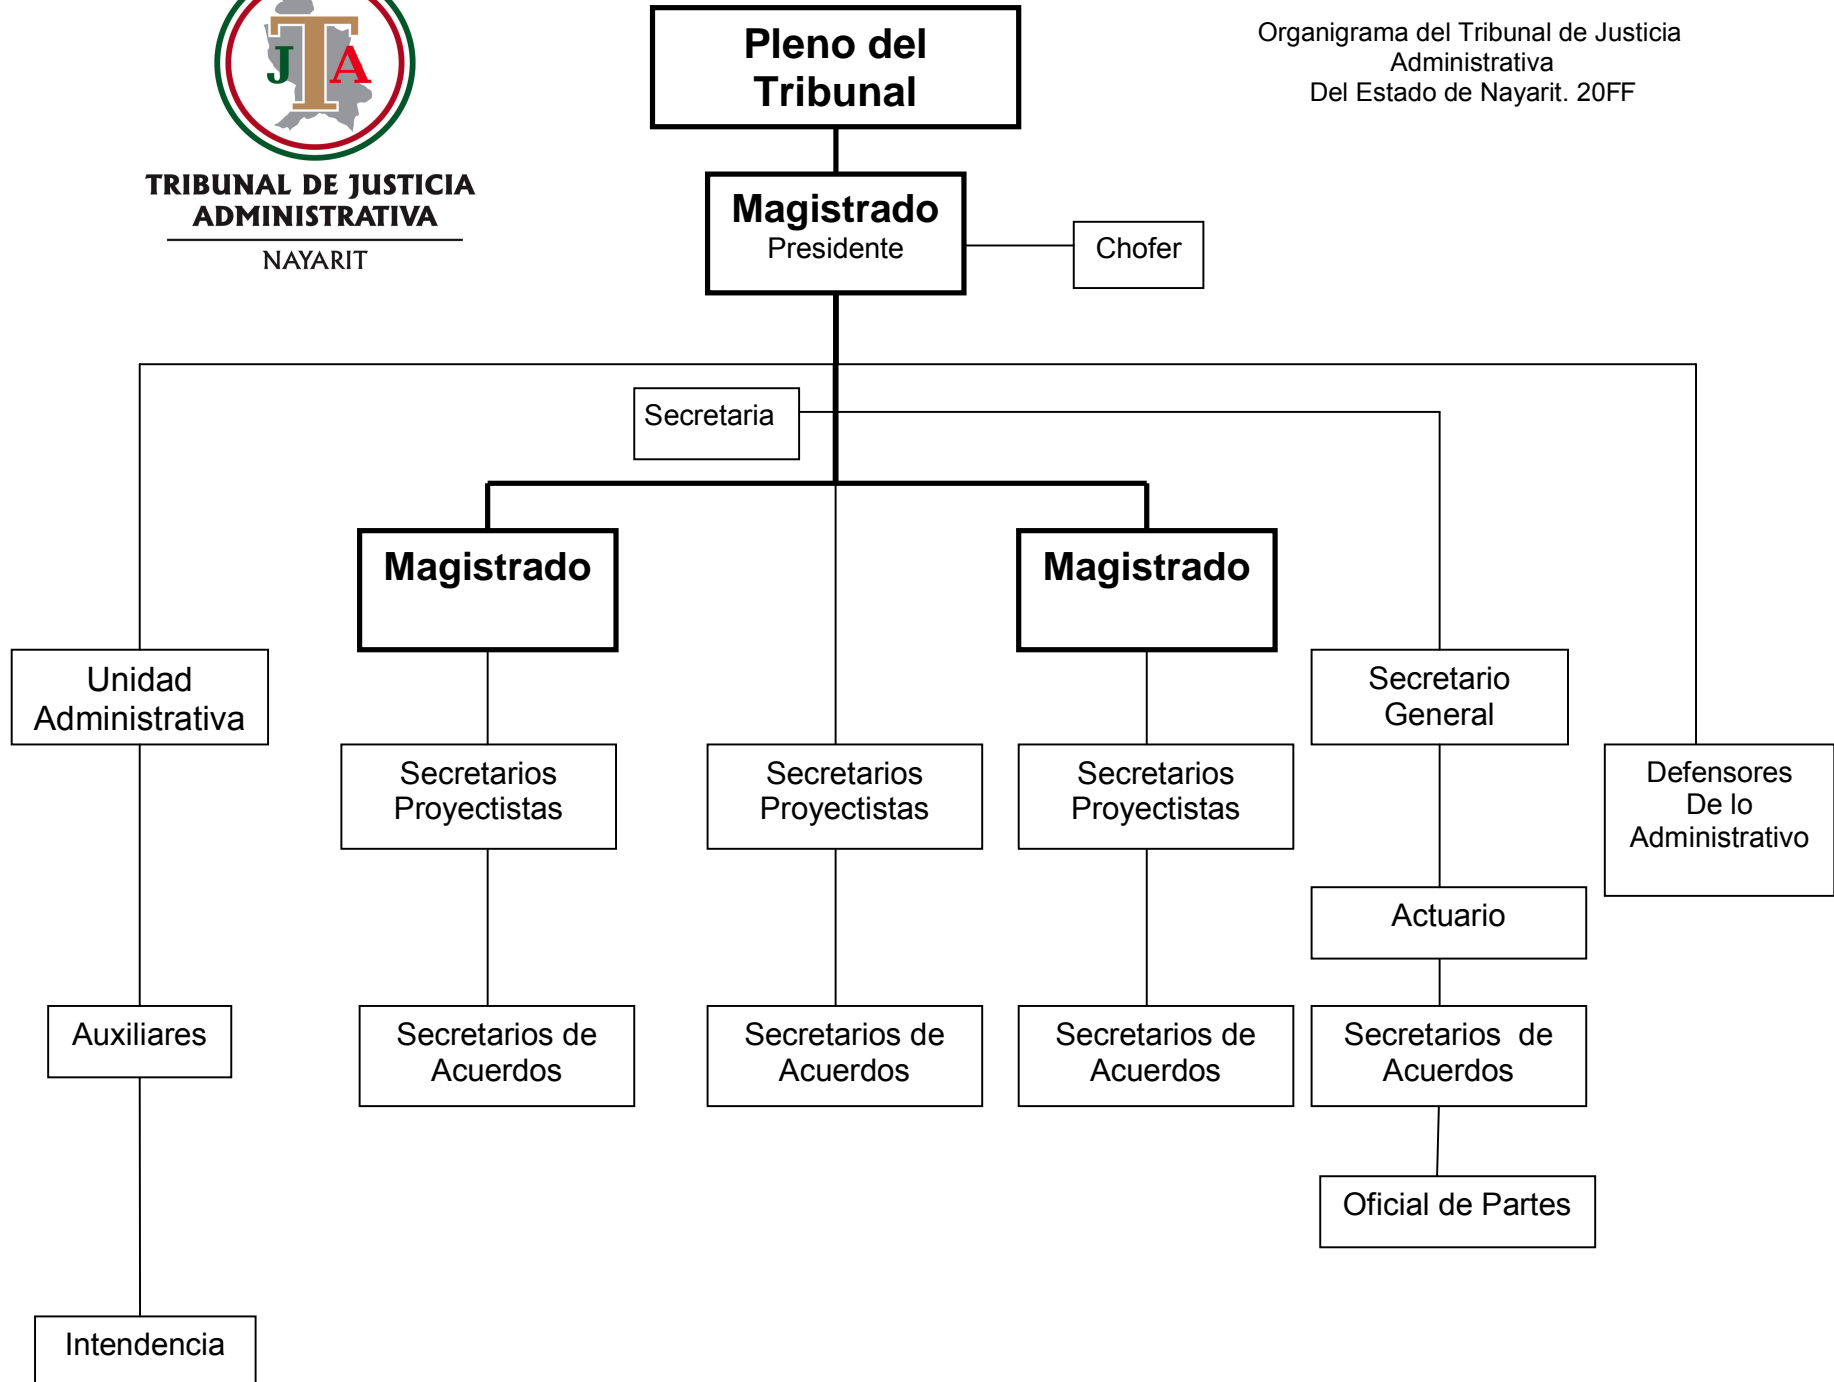 JTA
TRIBUNAL DE JUSTICIA
ADMINISTRATIVA
NAYARIT
Organigrama del Tribunal de Justicia
Administrativa
Del Estado de Nayarit. 20FF
Pleno del
Tribunal
Magistrado
Presidente
Chofer
Secretaria
Magistrado
Magistrado
Unidad
Administrativa
Secretario
General
Secretarios
Proyectistas
Secretarios
Proyectistas
Secretarios
Proyectistas
Defensores
De lo
Administrativo
Actuario
Auxiliares
Secretarios de
Acuerdos
Secretarios de
Acuerdos
Secretarios de
Acuerdos
Secretarios  de
Acuerdos
Oficial de Partes
Intendencia